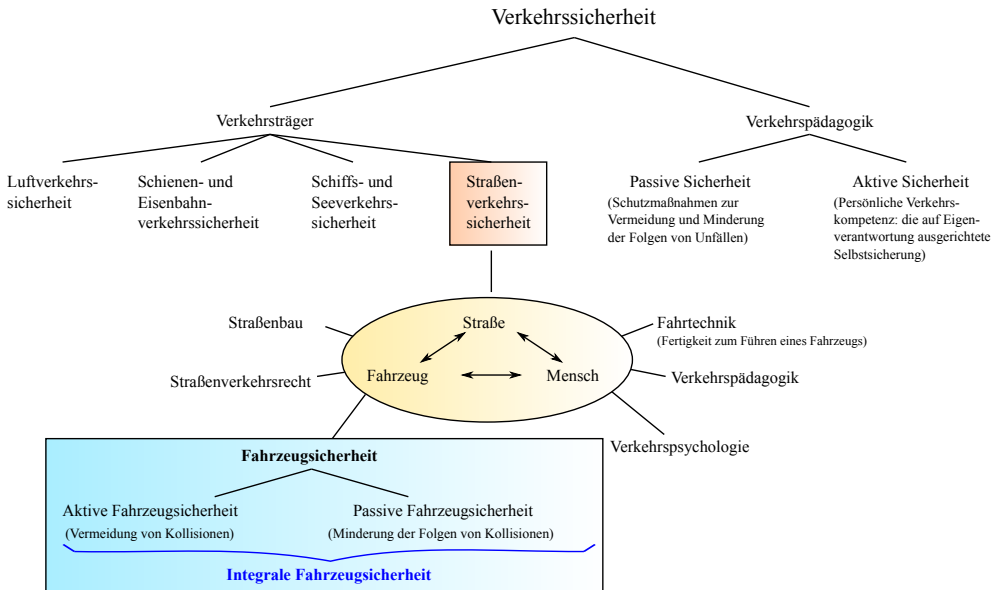 Verkehrssicherheit
Verkehrsträger
Verkehrspädagogik
Luftverkehrs-
sicherheit
Schienen- und
Eisenbahn-
verkehrssicherheit
Schiffs- und
Seeverkehrs-
sicherheit
Straßen-
verkehrs-
sicherheit
Passive Sicherheit
(Schutzmaßnahmen zur
Vermeidung und Minderung
der Folgen von Unfällen)
Aktive Sicherheit
(Persönliche Verkehrs-
kompetenz: die auf Eigen-
verantwortung ausgerichtete
Selbstsicherung)
Straßenbau
Straße
Fahrtechnik
(Fertigkeit zum Führen eines Fahrzeugs)
Straßenverkehrsrecht
Fahrzeug
Mensch
Verkehrspädagogik
Verkehrspsychologie
Fahrzeugsicherheit
Aktive Fahrzeugsicherheit
(Vermeidung von Kollisionen)
Passive Fahrzeugsicherheit
(Minderung der Folgen von Kollisionen)
Integrale Fahrzeugsicherheit